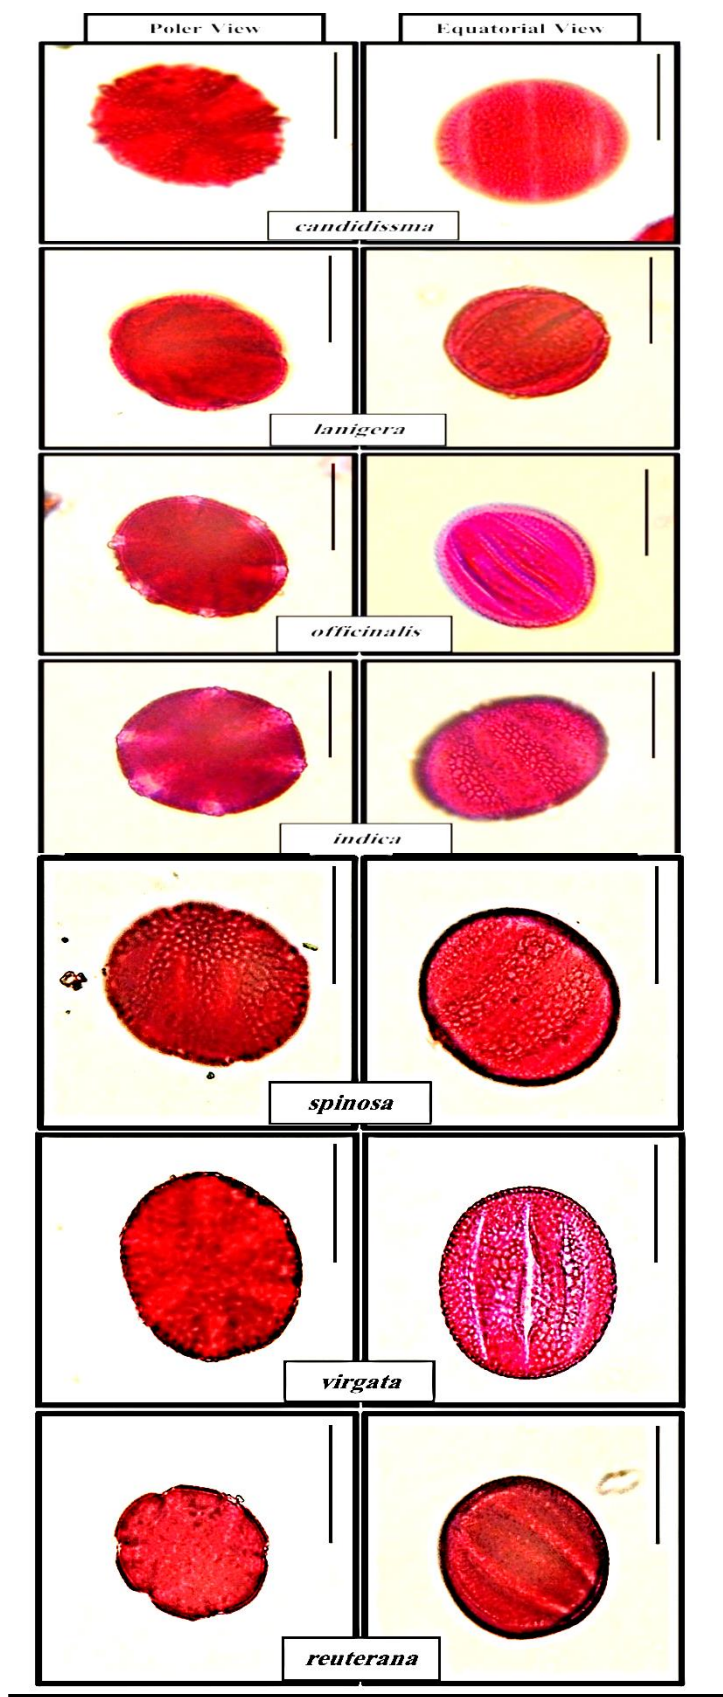 Poler View
Equatorial View
candidissma
lanigera
officinalis
indica
spinosa
virgata
reuterana